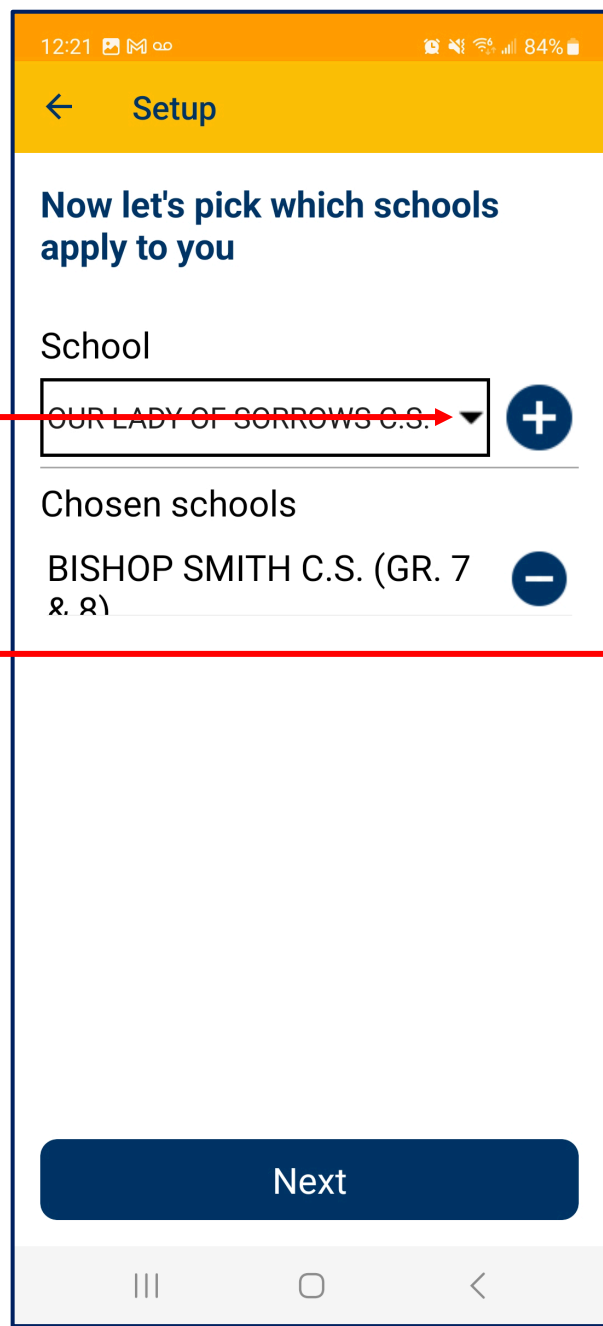 12:21 84%
Setup
Now let's pick which schools
apply to you
School
OUR LADY OF SORROWS C.S.
Chosen schools
BISHOP SMITH C.S. (GR. 7
& 8)
Next